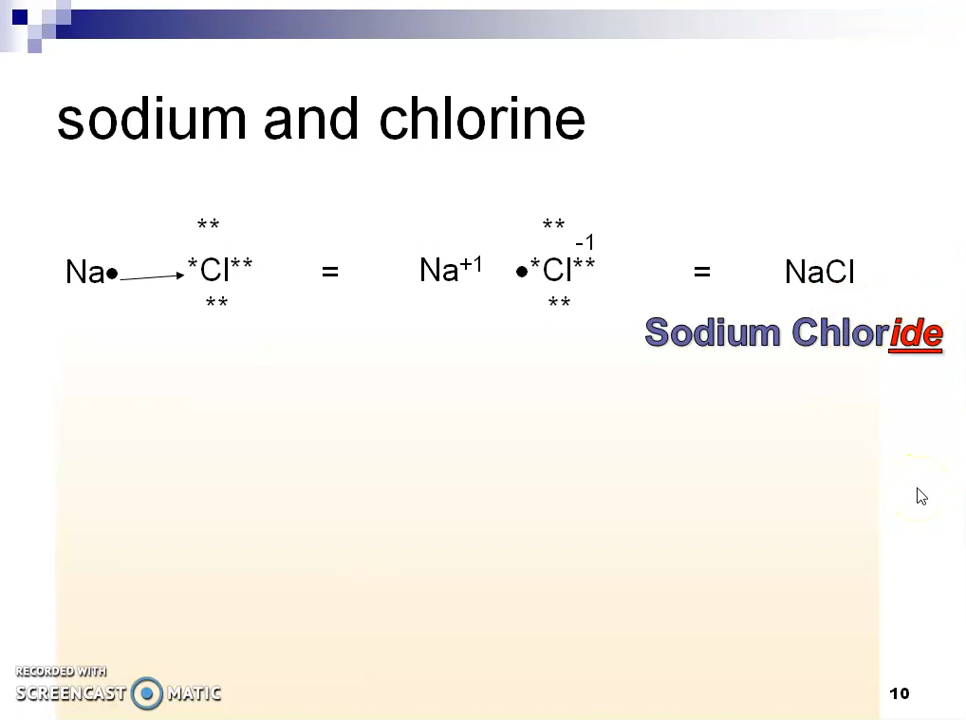 sodium and chlorine
** **
-1
Na• *Cl** = Na+1 •*Cl** = NaCl
** **
Sodium Chloride
RECORDED WITH
SCREENCAST MATIC
10